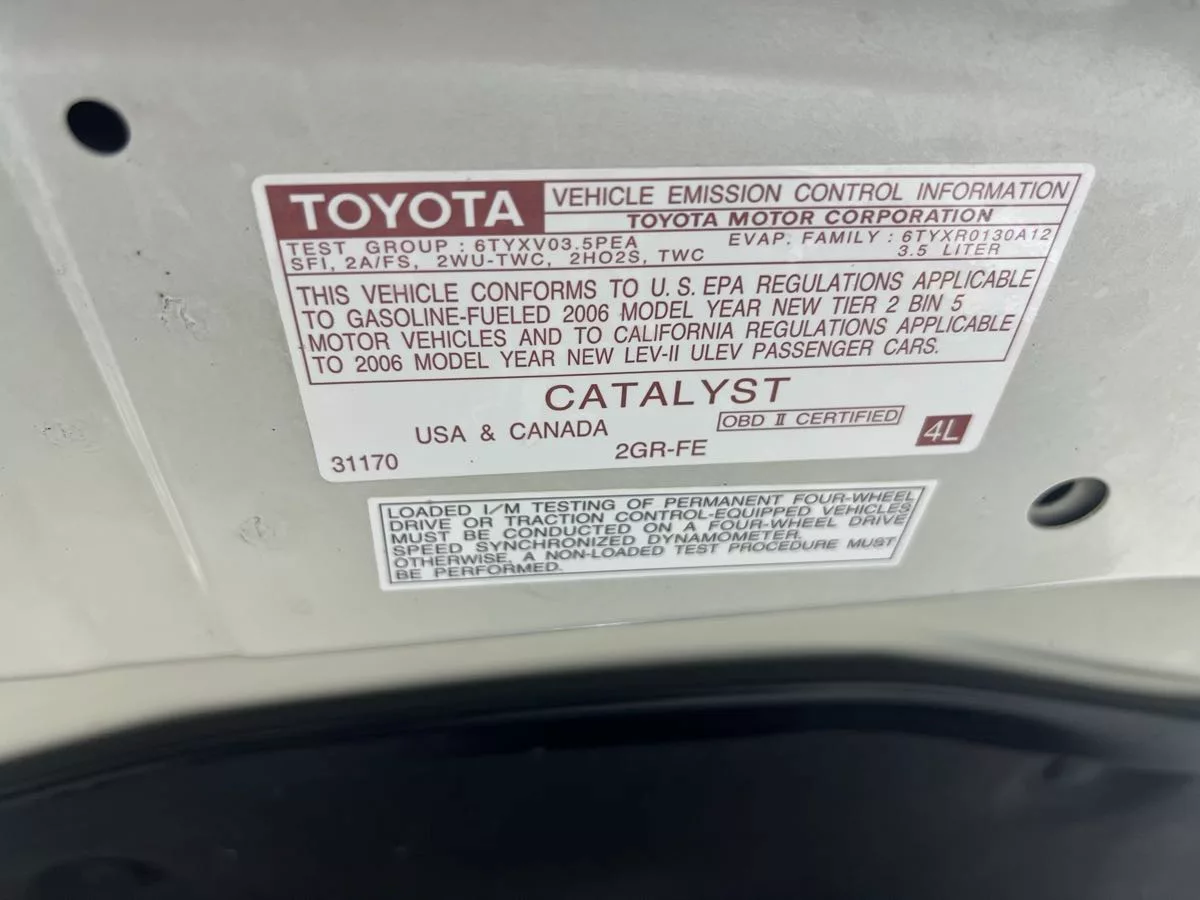 TOYOTA
VEHICLE EMISSION CONTROL INFORMATION
TOYOTA MOTOR CORPORATION
TEST GROUP : 6TYXV03.5PEA EVAP. FAMILY : 6TYXR0130A12
SFI, 2A/FS, 2WU-TWC, 2HO2S, TWC 3.5 LITER
THIS VEHICLE CONFORMS TO U.S. EPA REGULATIONS APPLICABLE
TO GASOLINE-FUELED 2006 MODEL YEAR NEW TIER 2 BIN 5
MOTOR VEHICLES AND TO CALIFORNIA REGULATIONS APPLICABLE
TO 2006 MODEL YEAR NEW LEV-II ULEV PASSENGER CARS.
CATALYST
USA & CANADA OBD II CERTIFIED 4L
31170 2GR-FE
LOADED I/M TESTING OF PERMANENT FOUR-WHEEL
DRIVE OR TRACTION CONTROL-EQUIPPED VEHICLES
MUST BE CONDUCTED ON A FOUR-WHEEL DRIVE
SPEED SYNCHRONIZED DYNAMOMETER.
OTHERWISE, A NON-LOADED TEST PROCEDURE MUST
BE PERFORMED.